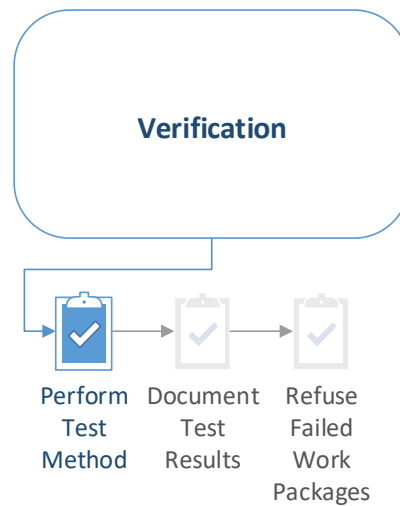 Verification
Perform
Test
Method
Document
Test
Results
Refuse
Failed
Work
Packages